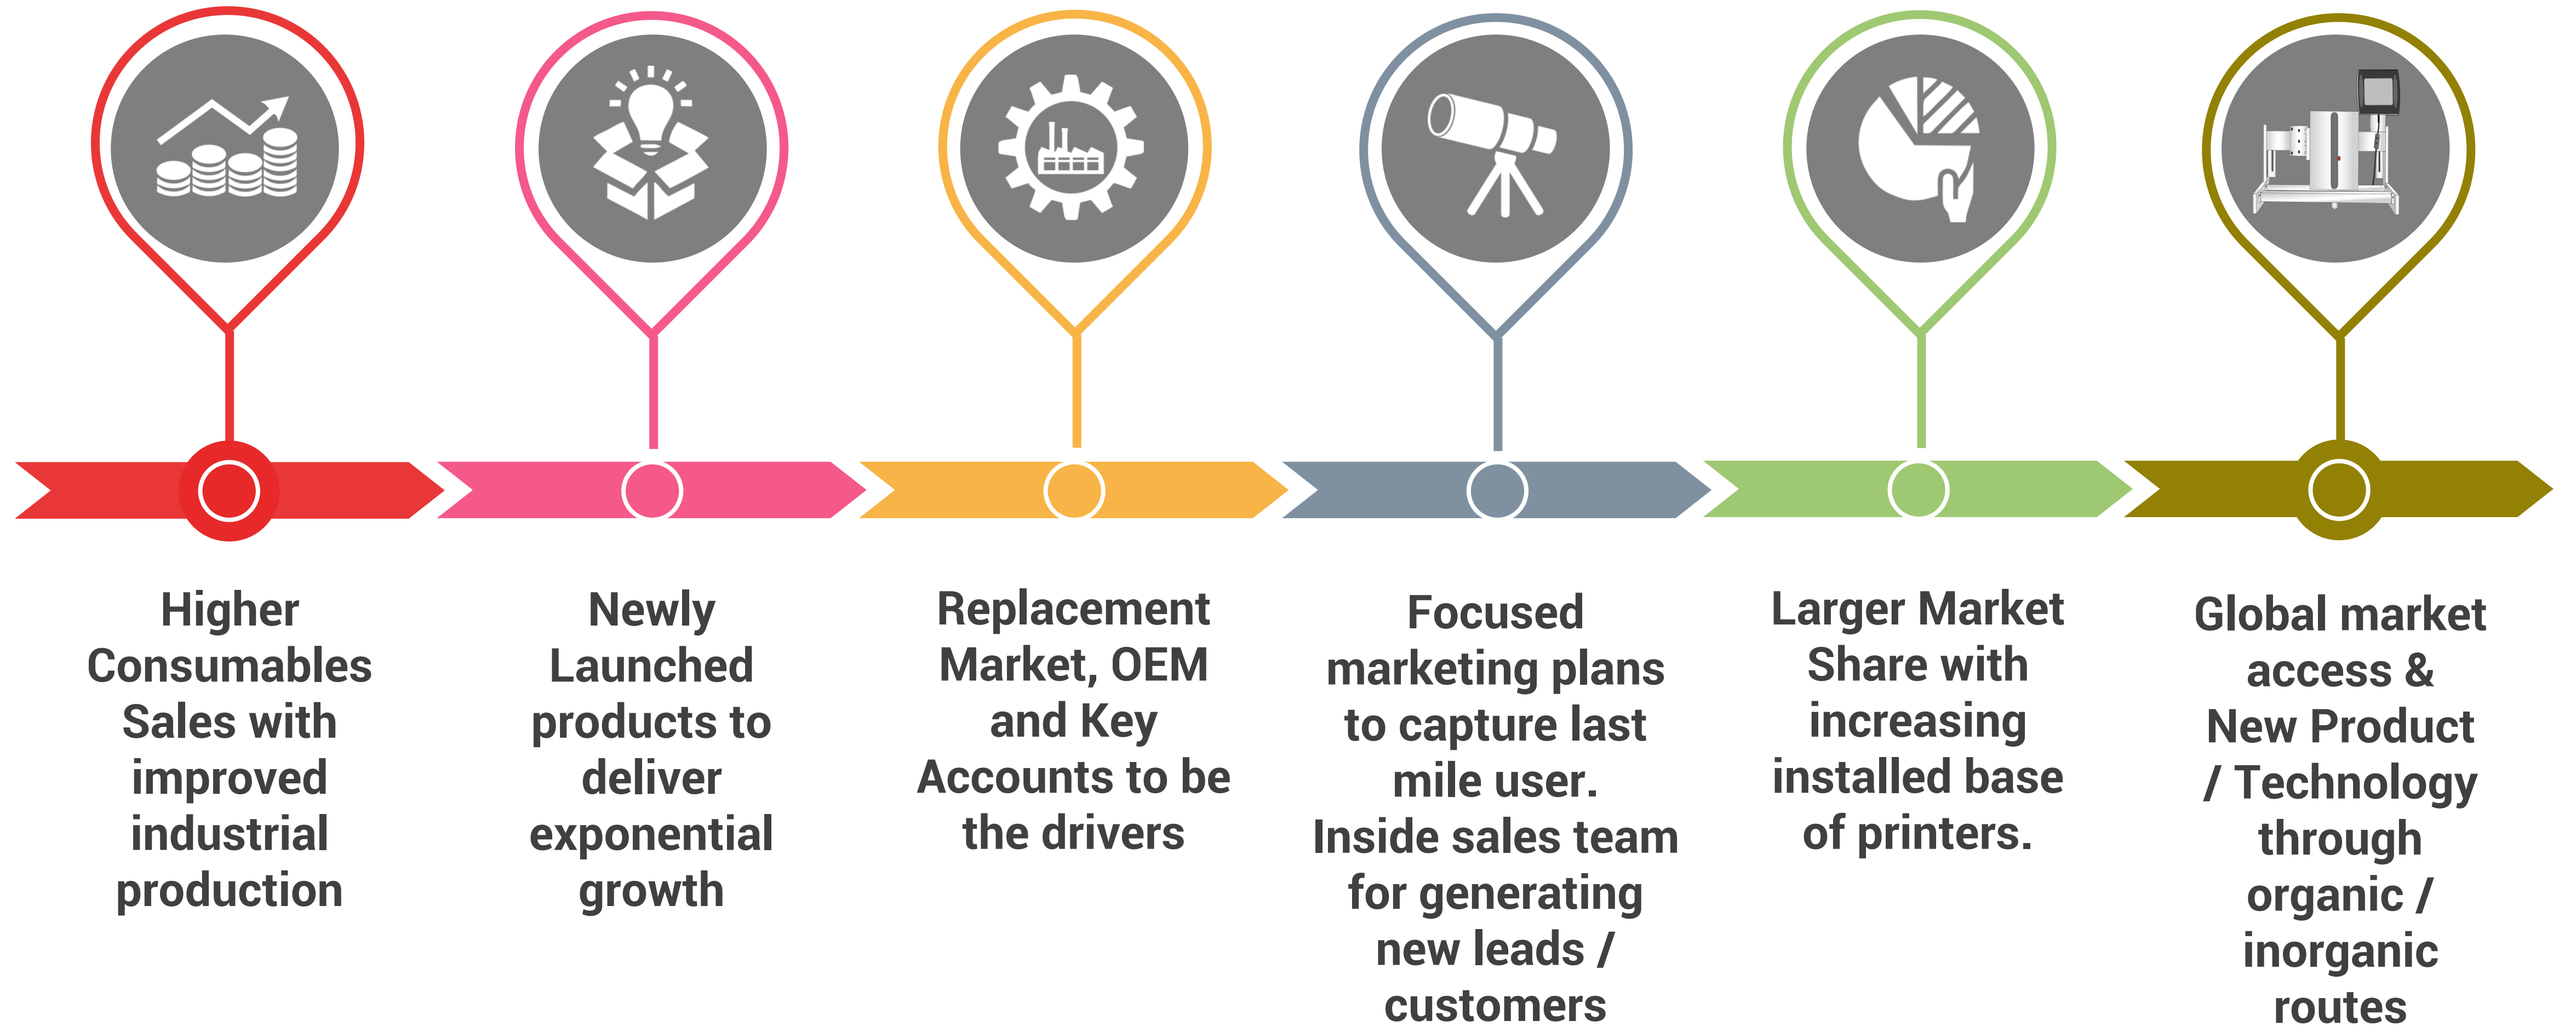 Higher
Consumables
Sales with
improved
industrial
production
Newly
Launched
products to
deliver
exponential
growth
Replacement
Market, OEM
and Key
Accounts to be
the drivers
Focused
marketing plans
to capture last
mile user.
Inside sales team
for generating
new leads /
customers
Larger Market
Share with
increasing
installed base
of printers.
Global market
access &
New Product
/ Technology
through
organic /
inorganic
routes